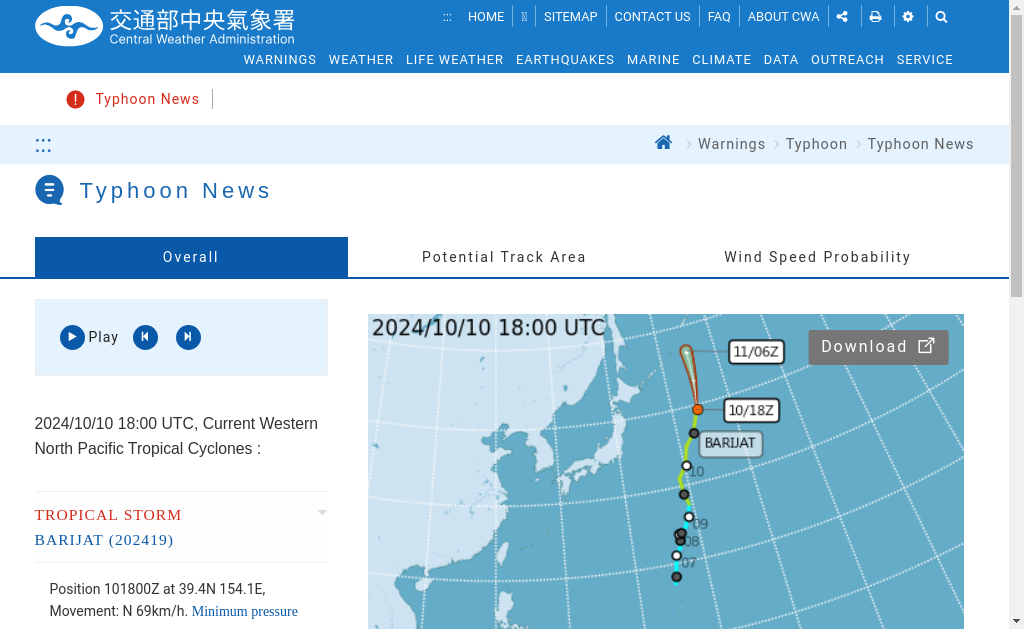 交通部中央氣象署
Central Weather Administration
::: HOME SITEMAP CONTACT US FAQ ABOUT CWA
WARNINGS WEATHER LIFE WEATHER EARTHQUAKES MARINE CLIMATE DATA OUTREACH SERVICE
Typhoon News
::: Warnings Typhoon Typhoon News
Typhoon News
Overall Potential Track Area Wind Speed Probability
Play
2024/10/10 18:00 UTC, Current Western
North Pacific Tropical Cyclones :
TROPICAL STORM
BARIJAT (202419)
Position 101800Z at 39.4N 154.1E,
Movement: N 69km/h. Minimum pressure
2024/10/10 18:00 UTC
Download
11/06Z
10/18Z
BARIJAT
10
09
08
07